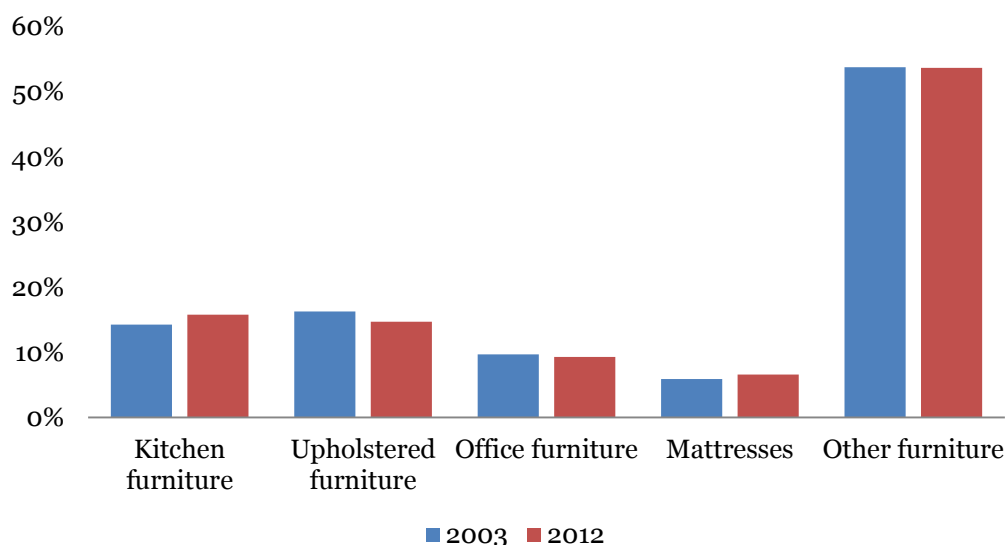 60%
50%
40%
30%
20%
10%
0%
Kitchen
furniture
Upholstered
furniture
Office furniture
Mattresses
Other furniture
2003
2012